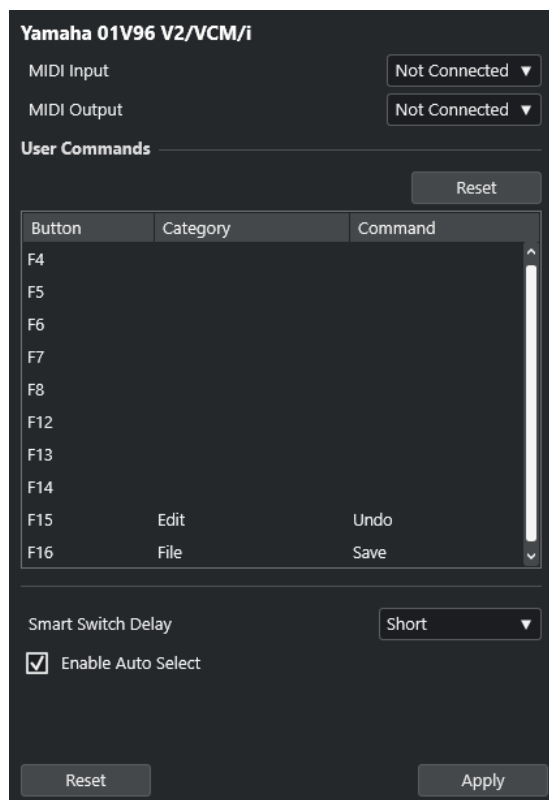 Yamaha 01V96 V2/VCM/i
MIDI Input Not Connected
MIDI Output Not Connected
User Commands
Reset
Button Category Command
F4
F5
F6
F7
F8
F12
F13
F14
F15 Edit Undo
F16 File Save
Smart Switch Delay Short
Enable Auto Select
Reset Apply